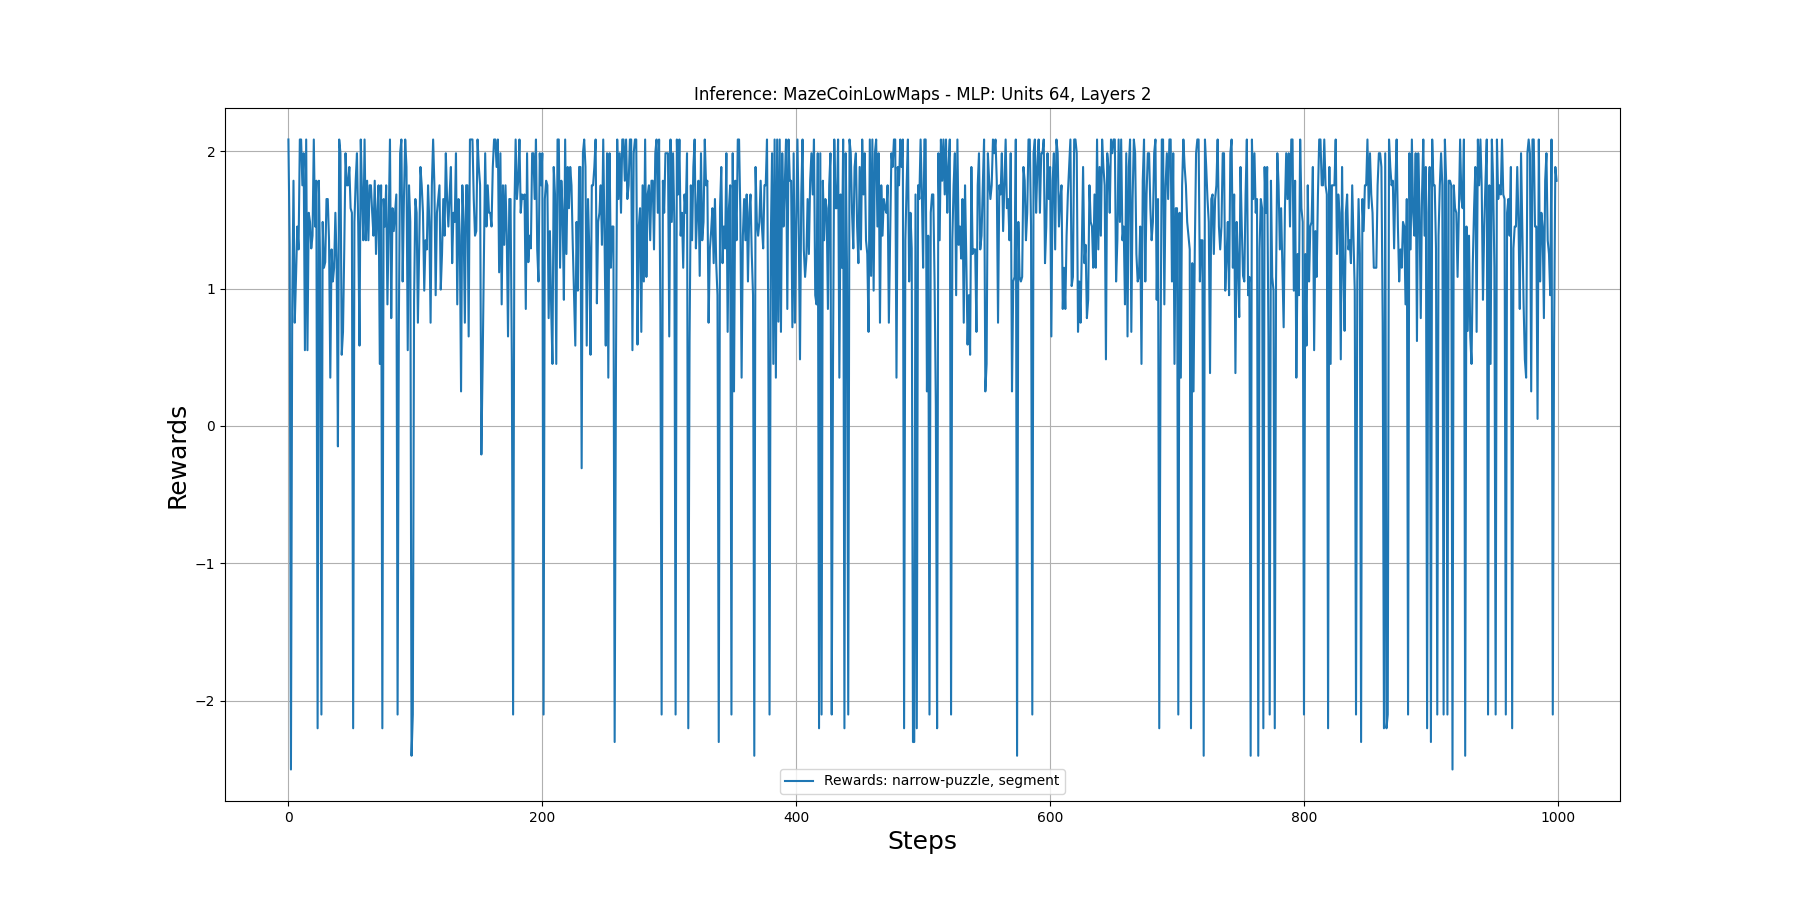 Inference: MazeCoinLowMaps - MLP: Units 64, Layers 2
2
1
0
−1
−2
Rewards
Rewards: narrow-puzzle, segment
0 200 400 600 800 1000
Steps